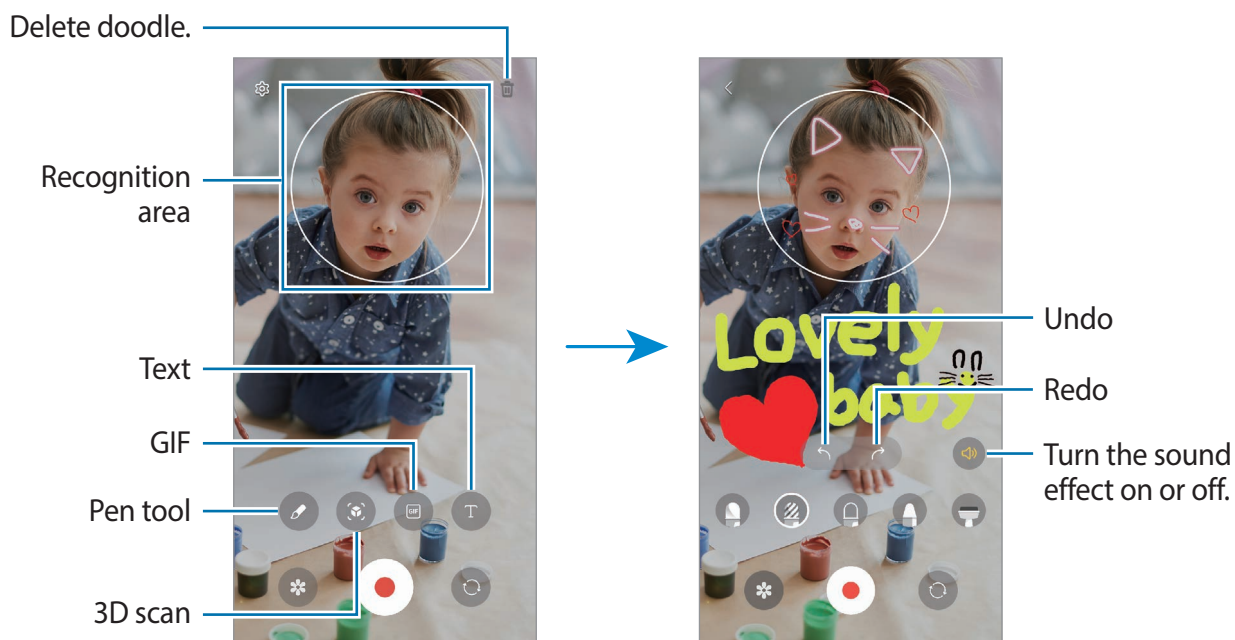 Delete doodle.
Recognition
area
Text
GIF
Pen tool
3D scan
GIF
T
Lovely
baby
Undo
Redo
Turn the sound
effect on or off.